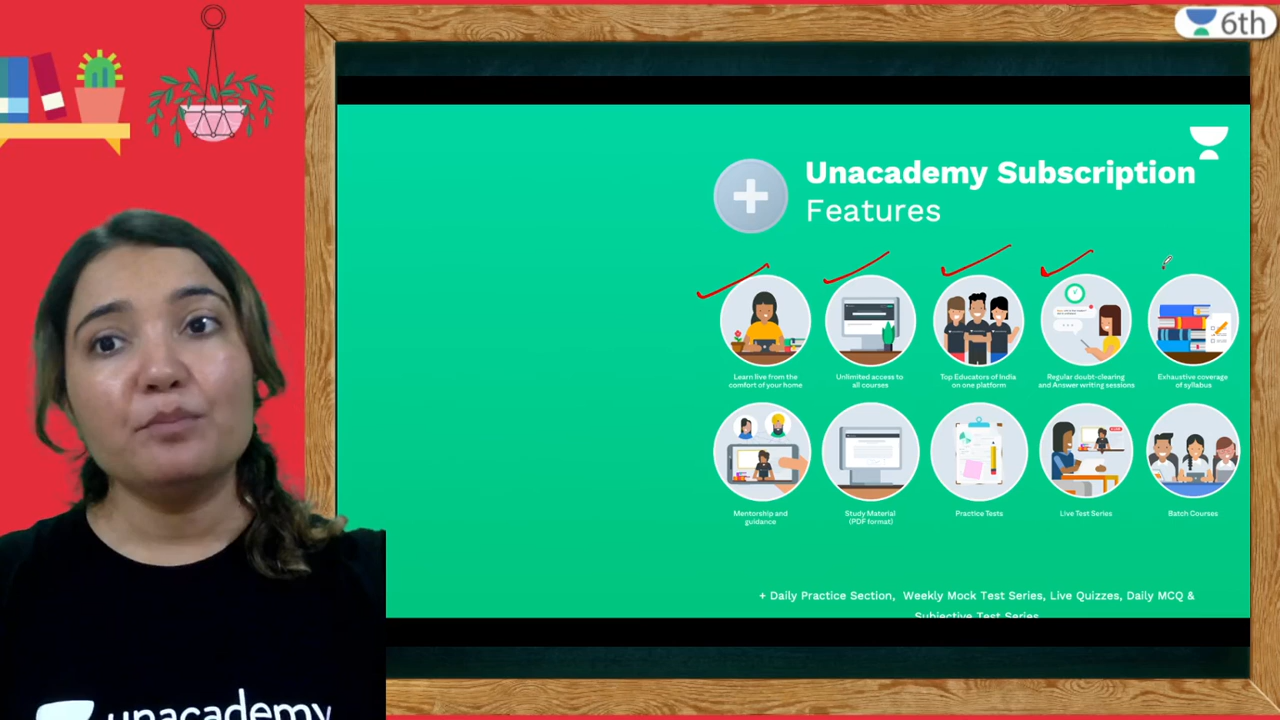 6th
Unacademy Subscription
Features
Learn live from the
comfort of your home
Unlimited access to
all courses
Top Educators of India
on one platform
Regular doubt-clearing
and Answer writing sessions
Exhaustive coverage
of syllabus
Mentorship and
guidance
Study Material
(PDF format)
Practice Tests
Live Test Series
Batch Courses
+ Daily Practice Section, Weekly Mock Test Series, Live Quizzes, Daily MCQ &
Subjective Test Series
unacademy